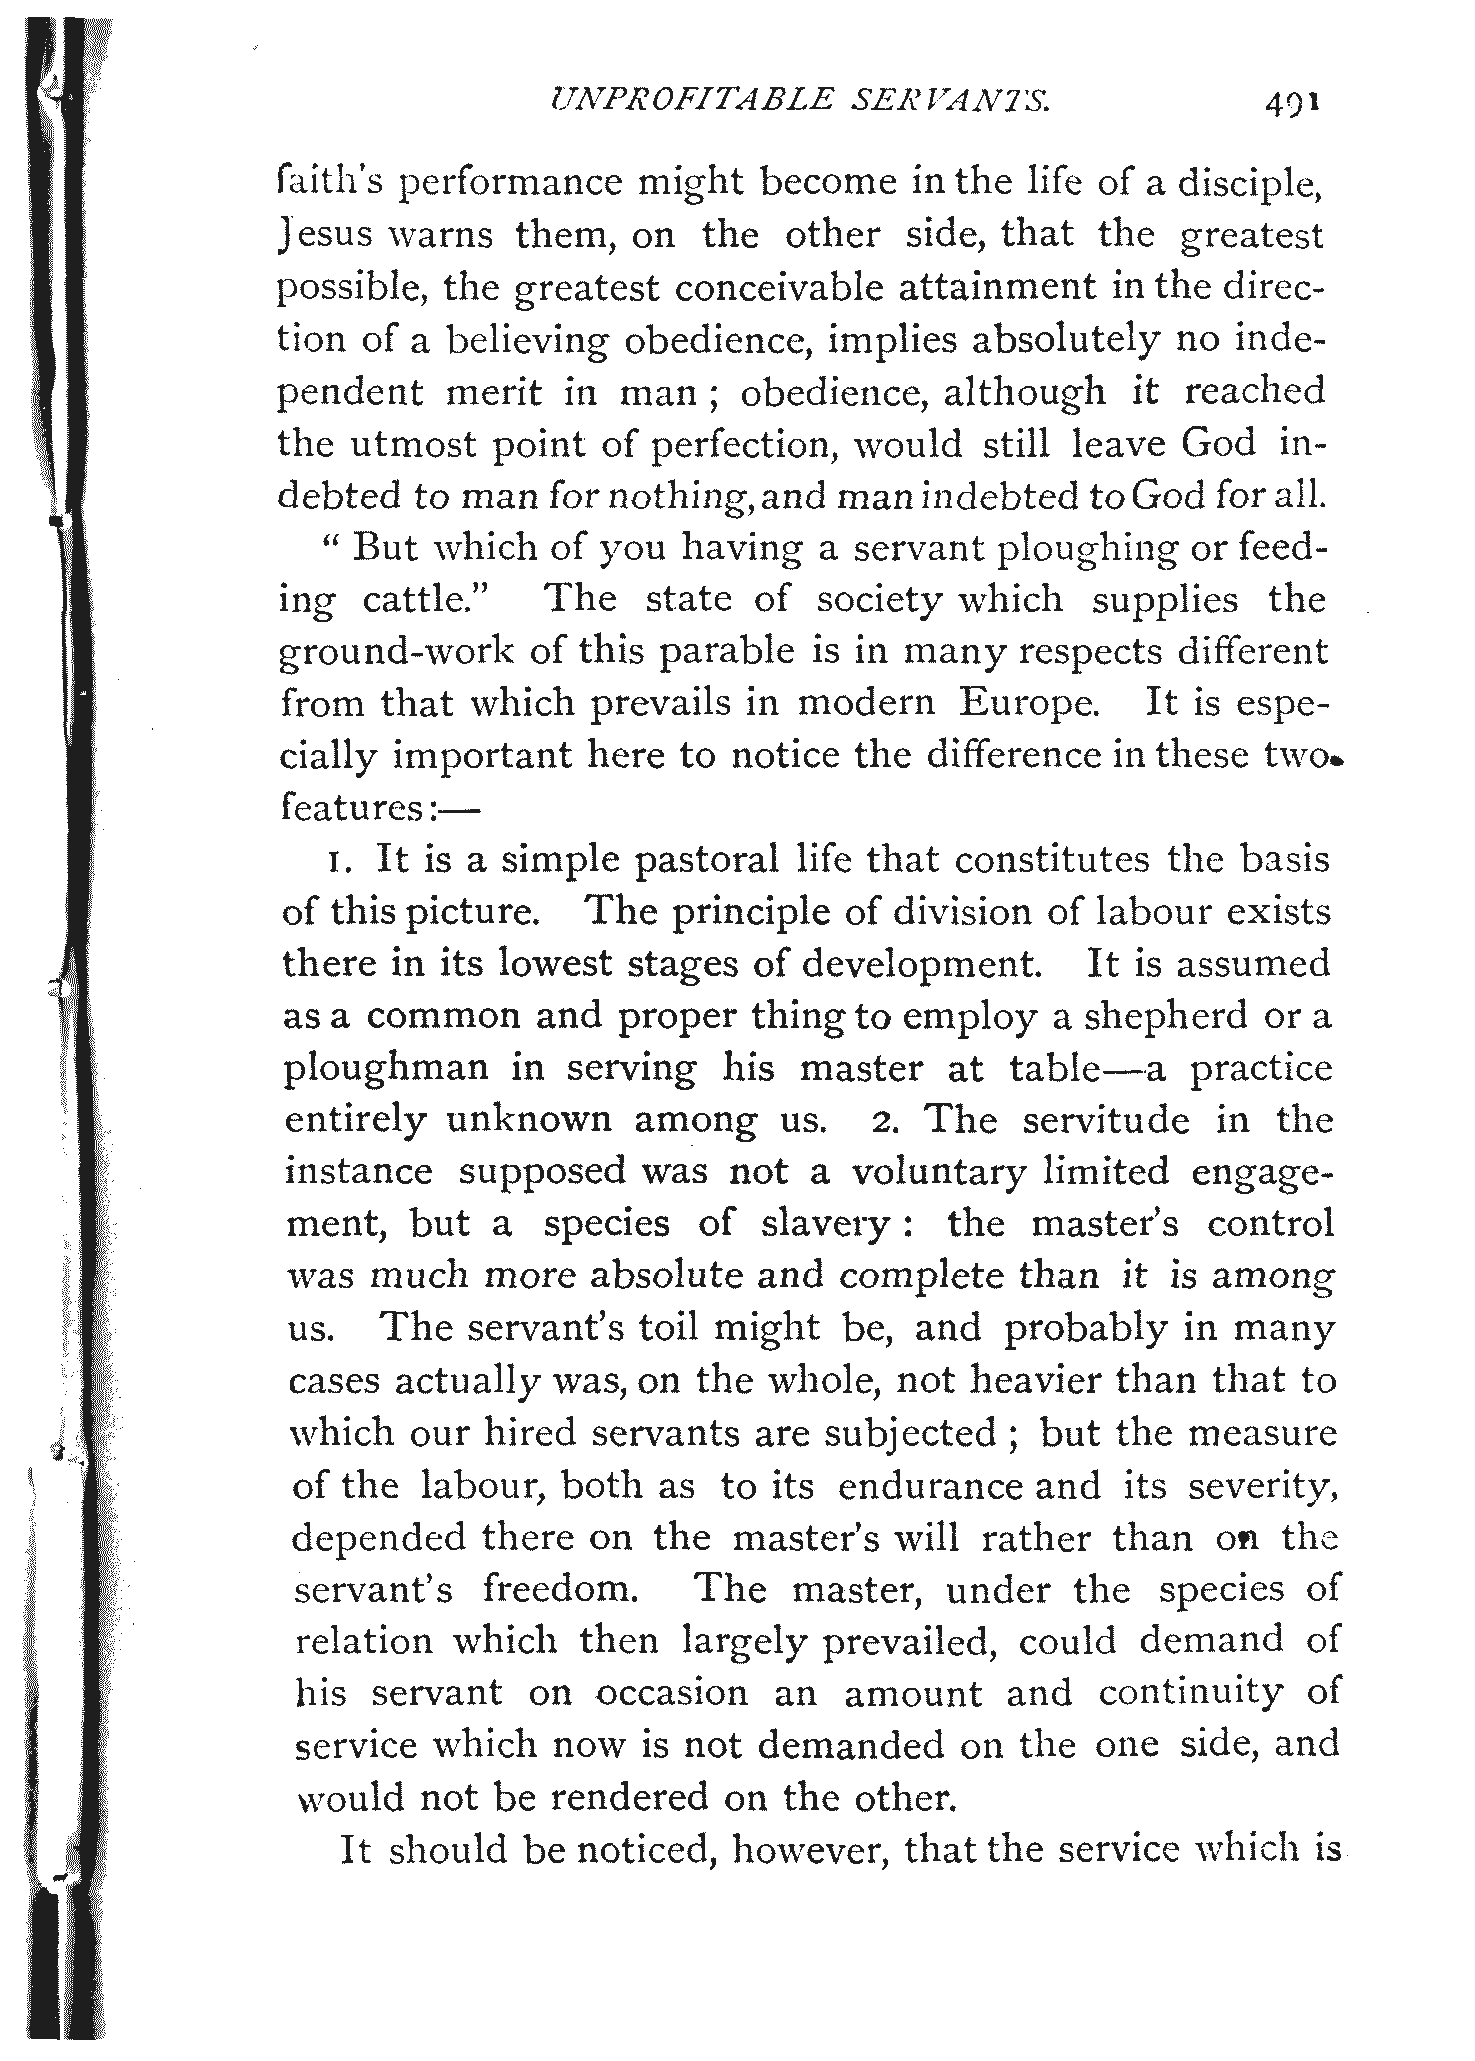 UNPROFITABLE SERVANTS. 491
faith's performance might become in the life of a disciple,
Jesus warns them, on the other side, that the greatest
possible, the greatest conceivable attainment in the direc-
tion of a believing obedience, implies absolutely no inde-
pendent merit in man ; obedience, although it reached
the utmost point of perfection, would still leave God in-
debted to man for nothing, and man indebted to God for all.
“ But which of you having a servant ploughing or feed-
ing cattle.” The state of society which supplies the
ground-work of this parable is in many respects different
from that which prevails in modern Europe. It is espe-
cially important here to notice the difference in these two
features :—
1. It is a simple pastoral life that constitutes the basis
of this picture. The principle of division of labour exists
there in its lowest stages of development. It is assumed
as a common and proper thing to employ a shepherd or a
ploughman in serving his master at table—a practice
entirely unknown among us. 2. The servitude in the
instance supposed was not a voluntary limited engage-
ment, but a species of slavery : the master's control
was much more absolute and complete than it is among
us. The servant's toil might be, and probably in many
cases actually was, on the whole, not heavier than that to
which our hired servants are subjected ; but the measure
of the labour, both as to its endurance and its severity,
depended there on the master's will rather than on the
servant's freedom. The master, under the species of
relation which then largely prevailed, could demand of
his servant on occasion an amount and continuity of
service which now is not demanded on the one side, and
would not be rendered on the other.
It should be noticed, however, that the service which is